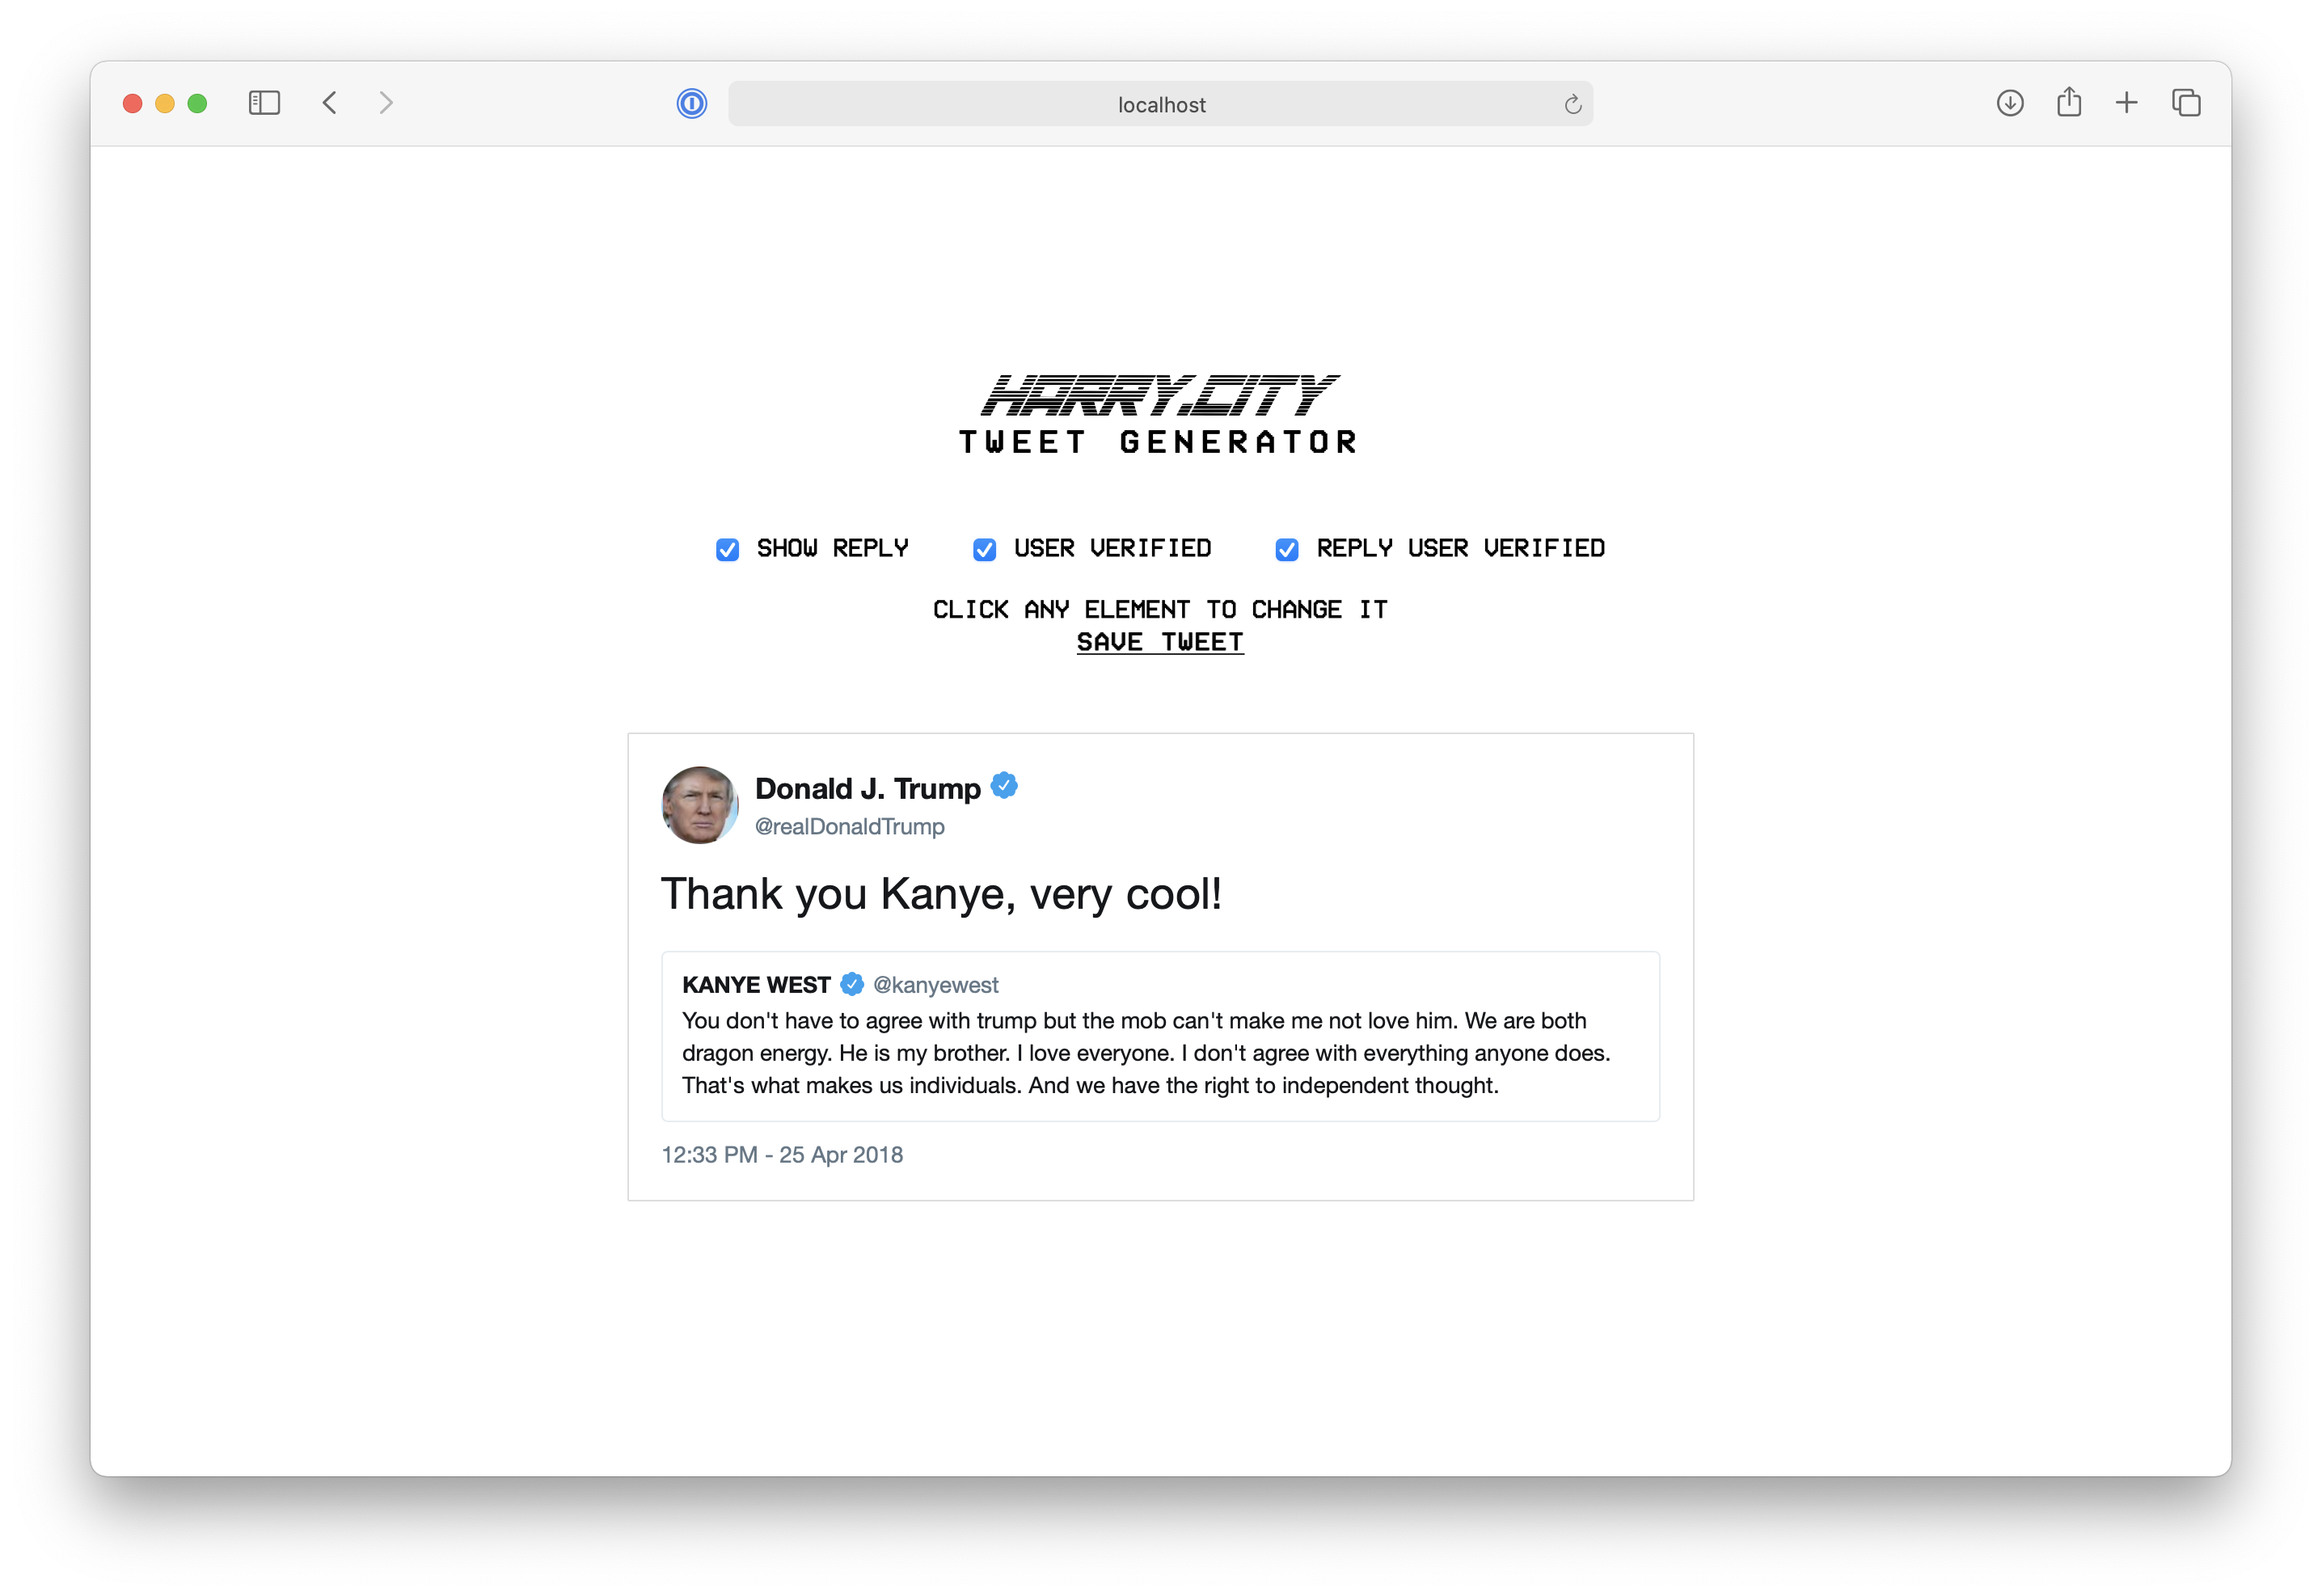 localhost
HARRY.CITY
TWEET GENERATOR
SHOW REPLY USER VERIFIED REPLY USER VERIFIED
CLICK ANY ELEMENT TO CHANGE IT
SAVE TWEET
Donald J. Trump
@realDonaldTrump
Thank you Kanye, very cool!
KANYE WEST @kanyewest
You don't have to agree with trump but the mob can't make me not love him. We are both
dragon energy. He is my brother. I love everyone. I don't agree with everything anyone does.
That's what makes us individuals. And we have the right to independent thought.
12:33 PM - 25 Apr 2018